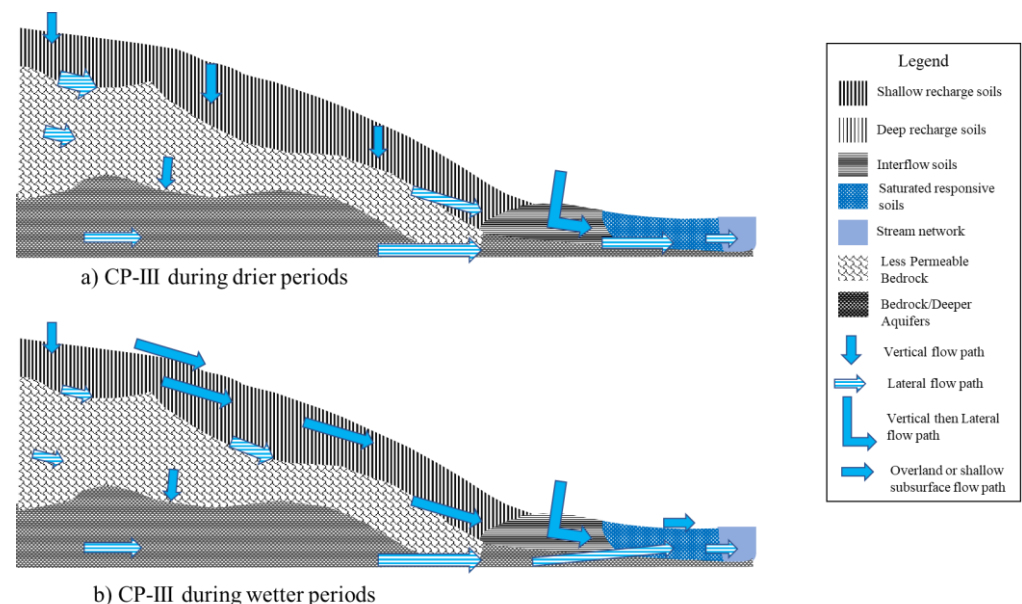 Legend
Shallow recharge soils
Deep recharge soils
Interflow soils
Saturated responsive
soils
Stream network
Less Permeable
Bedrock
Bedrock/Deeper
Aquifers
Vertical flow path
Lateral flow path
Vertical then Lateral
flow path
Overland or shallow
subsurface flow path
a) CP-III during drier periods
b) CP-III during wetter periods